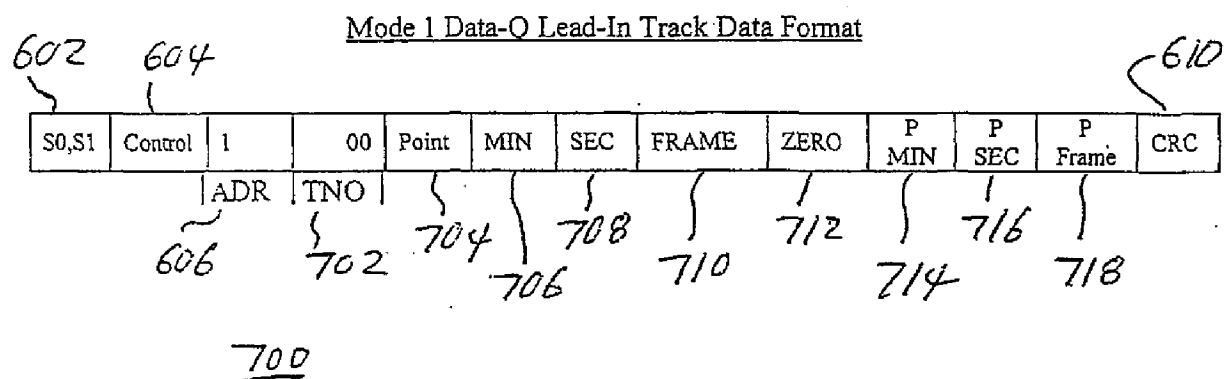 Mode 1 Data-Q Lead-In Track Data Format
602 604 610
S0,S1 Control 1 00 Point MIN SEC FRAME ZERO P MIN P SEC P Frame CRC
ADR TNO
606 702 704 706 708 710 712 714 716 718
700